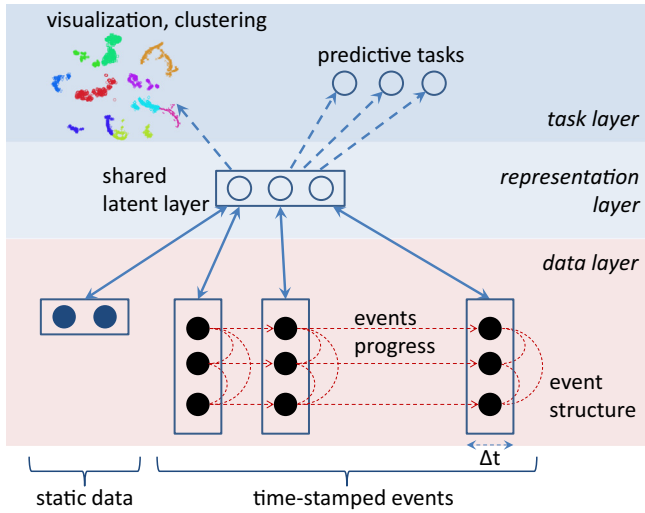 visualization, clustering
predictive tasks
task layer
shared
latent layer
representation
layer
data layer
events
progress
event
structure
Δt
static data
time-stamped events